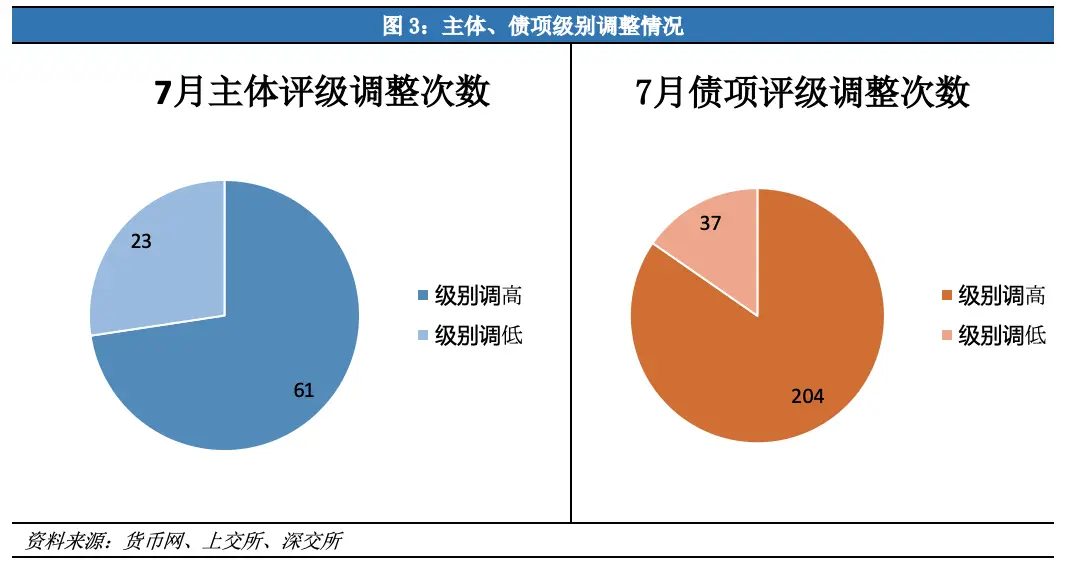 图 3：主体、债项级别调整情况
7月主体评级调整次数
23
61
级别调高
级别调低
7月债项评级调整次数
37
204
级别调高
级别调低
资料来源：货币网、上交所、深交所